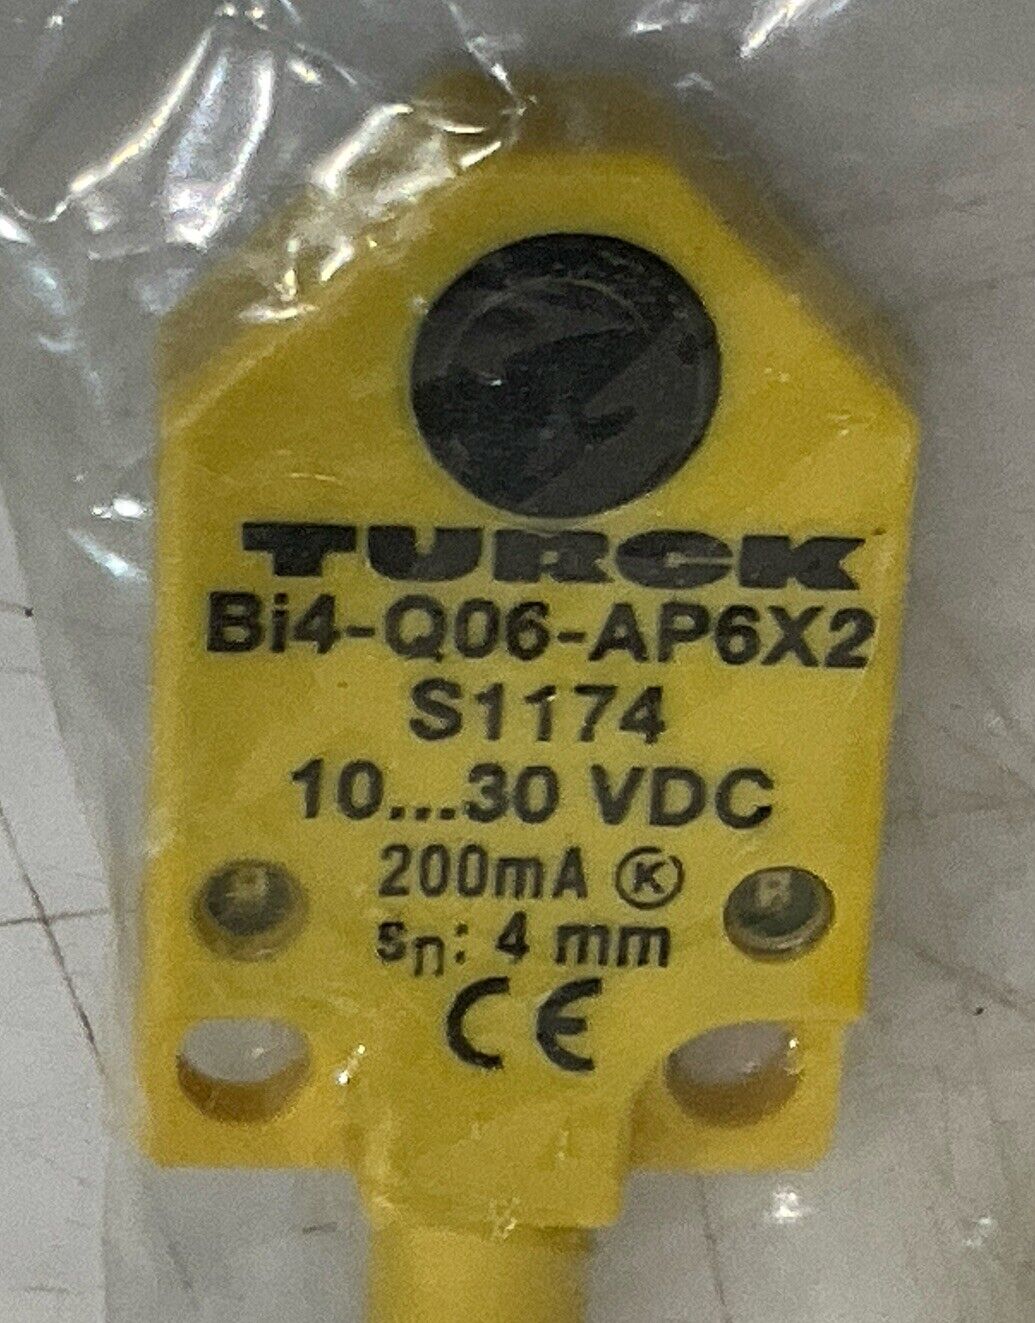 TURCK
Bi4-Q06-AP6X2
S1174
10...30 VDC
200mA K
sn: 4 mm
CE